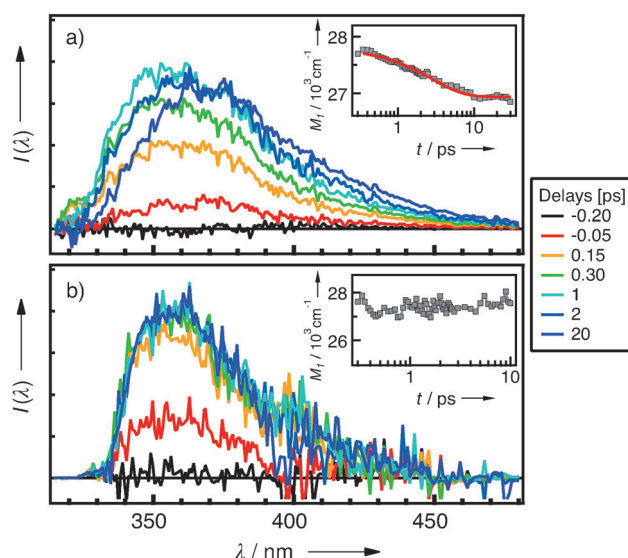 a)
I(λ)
28
27
M₁ / 10³ cm⁻¹
1
10
t / ps
b)
I(λ)
28
26
M₁ / 10³ cm⁻¹
1
10
t / ps
350
400
450
λ / nm
Delays [ps]
-0.20
-0.05
0.15
0.30
1
2
20